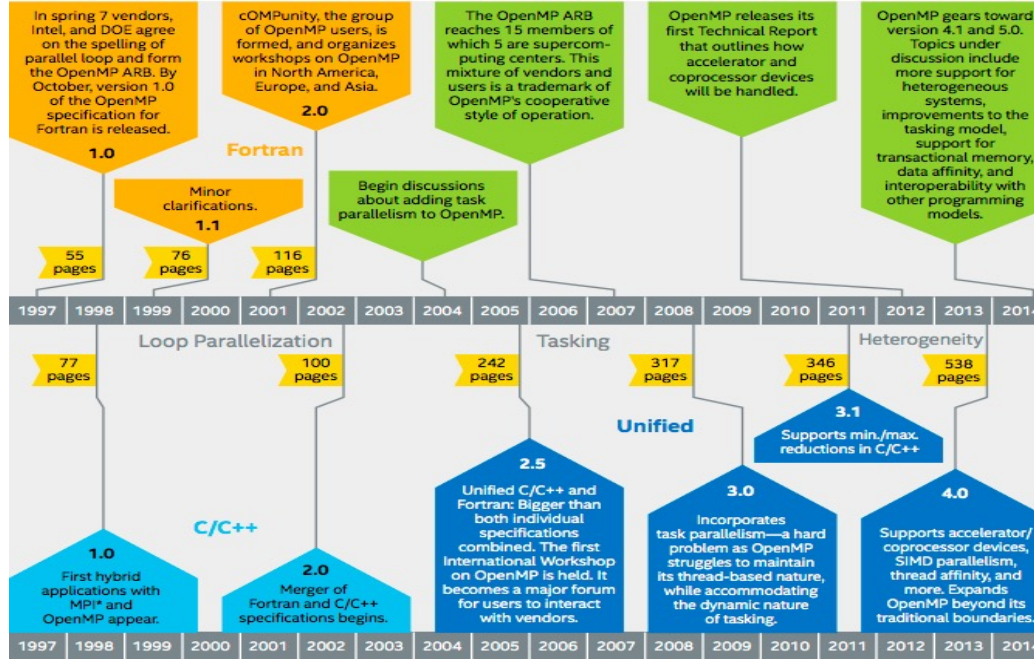 In spring 7 vendors,
Intel, and DOE agree
on the spelling of
parallel loop and form
the OpenMP ARB. By
October, version 1.0
of the OpenMP
specification for
Fortran is released.
1.0
cOMPunity, the group
of OpenMP users, is
formed, and organizes
workshops on OpenMP
in North America,
Europe, and Asia.
2.0
The OpenMP ARB
reaches 15 members of
which 5 are supercom-
puting centers. This
mixture of vendors and
users is a trademark of
OpenMP's cooperative
style of operation.
OpenMP releases its
first Technical Report
that outlines how
accelerator and
coprocessor devices
will be handled.
OpenMP gears toward
version 4.1 and 5.0.
Topics under
discussion include
more support for
heterogeneous
systems,
improvements to the
tasking model,
support for
transactional memory,
data affinity, and
interoperability with
other programming
models.
Fortran
Minor
clarifications.
1.1
Begin discussions
about adding task
parallelism to OpenMP.
55
pages
76
pages
116
pages
1997 1998 1999 2000 2001 2002 2003 2004 2005 2006 2007 2008 2009 2010 2011 2012 2013 2014
Loop Parallelization
Tasking
Heterogeneity
77
pages
100
pages
242
pages
317
pages
346
pages
538
pages
Unified
3.1
Supports min./max.
reductions in C/C++
C/C++
1.0
First hybrid
applications with
MPI* and
OpenMP appear.
2.0
Merger of
Fortran and C/C++
specifications begins.
2.5
Unified C/C++ and
Fortran: Bigger than
both individual
specifications
combined. The first
International Workshop
on OpenMP is held. It
becomes a major forum
for users to interact
with vendors.
3.0
Incorporates
task parallelism—a hard
problem as OpenMP
struggles to maintain
its thread-based nature,
while accommodating
the dynamic nature
of tasking.
4.0
Supports accelerator/
coprocessor devices,
SIMD parallelism,
thread affinity, and
more. Expands
OpenMP beyond its
traditional boundaries.
1997 1998 1999 2000 2001 2002 2003 2004 2005 2006 2007 2008 2009 2010 2011 2012 2013 201